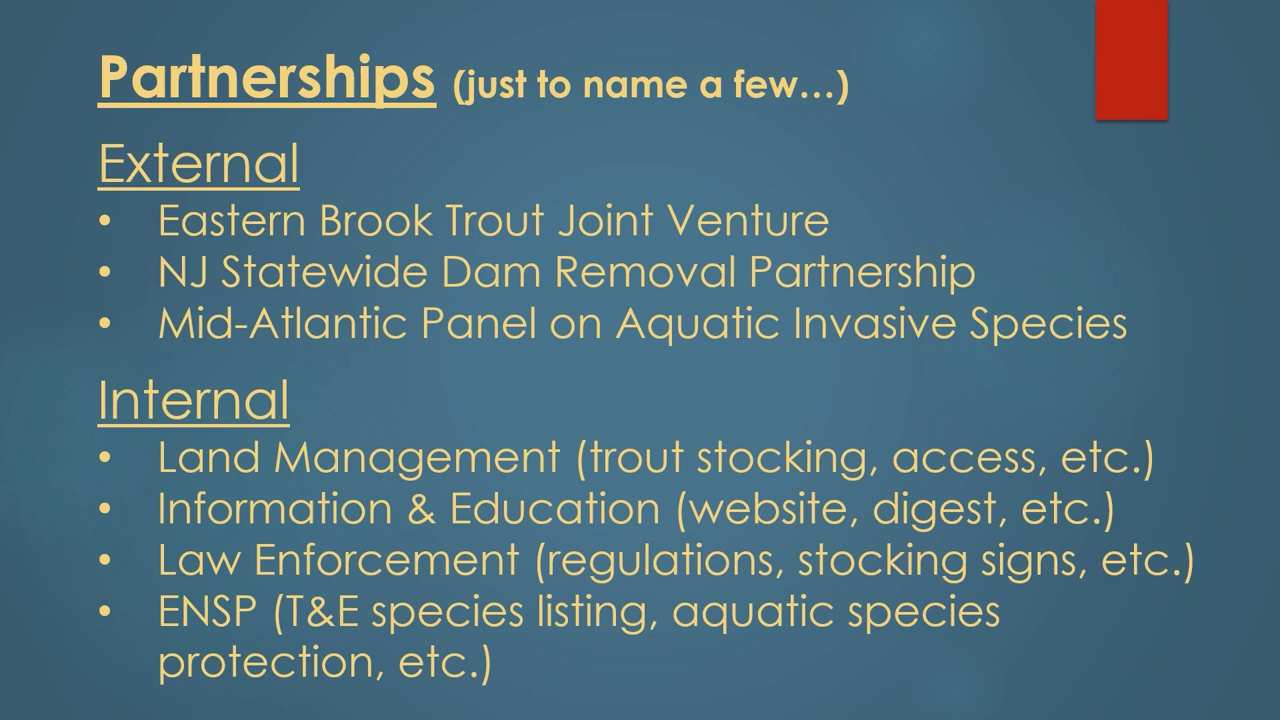 Partnerships (just to name a few...)
External
• Eastern Brook Trout Joint Venture
• NJ Statewide Dam Removal Partnership
• Mid-Atlantic Panel on Aquatic Invasive Species
Internal
• Land Management (trout stocking, access, etc.)
• Information & Education (website, digest, etc.)
• Law Enforcement (regulations, stocking signs, etc.)
• ENSP (T&E species listing, aquatic species
protection, etc.)